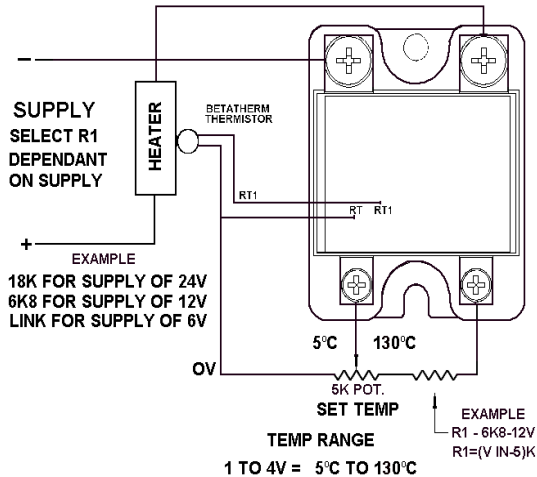 −
SUPPLY
SELECT R1
DEPENDANT
ON SUPPLY
+
HEATER
BETATHERM
THERMISTOR
RT1
RT
RT1
EXAMPLE
18K FOR SUPPLY OF 24V
6K8 FOR SUPPLY OF 12V
LINK FOR SUPPLY OF 6V
5°C
130°C
OV
5K POT.
SET TEMP
EXAMPLE
R1 - 6K8-12V
R1=(V IN-5)K
TEMP RANGE
1 TO 4V = 5°C TO 130°C